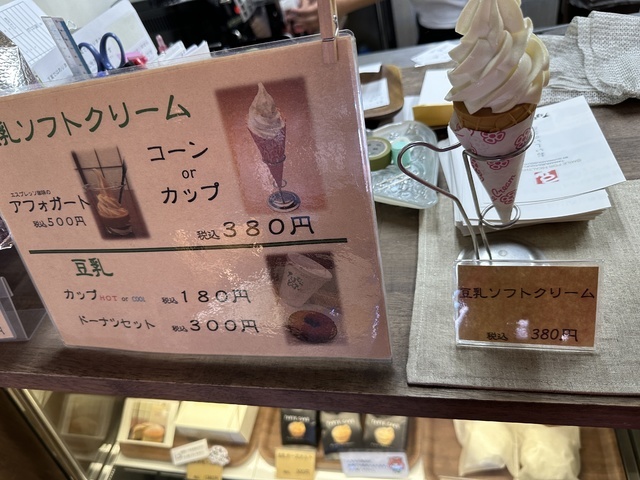 乳ソフトクリーム
コーン
or
カップ
エスプレッソ珈琲の
アフォガート
税込500円
税込380円
豆乳
カップHOT or COOL 税込180円
ドーナツセット 税込300円
豆乳ソフトクリーム
税込 380円